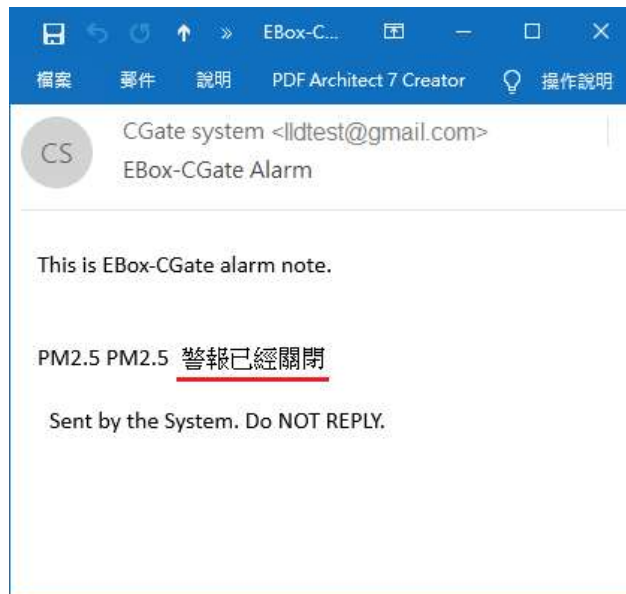 EBox-C...
檔案 郵件 說明 PDF Architect 7 Creator 操作說明
CS
CGate system <lldtest@gmail.com>
EBox-CGate Alarm
This is EBox-CGate alarm note.
PM2.5 PM2.5 警報已經關閉
Sent by the System. Do NOT REPLY.